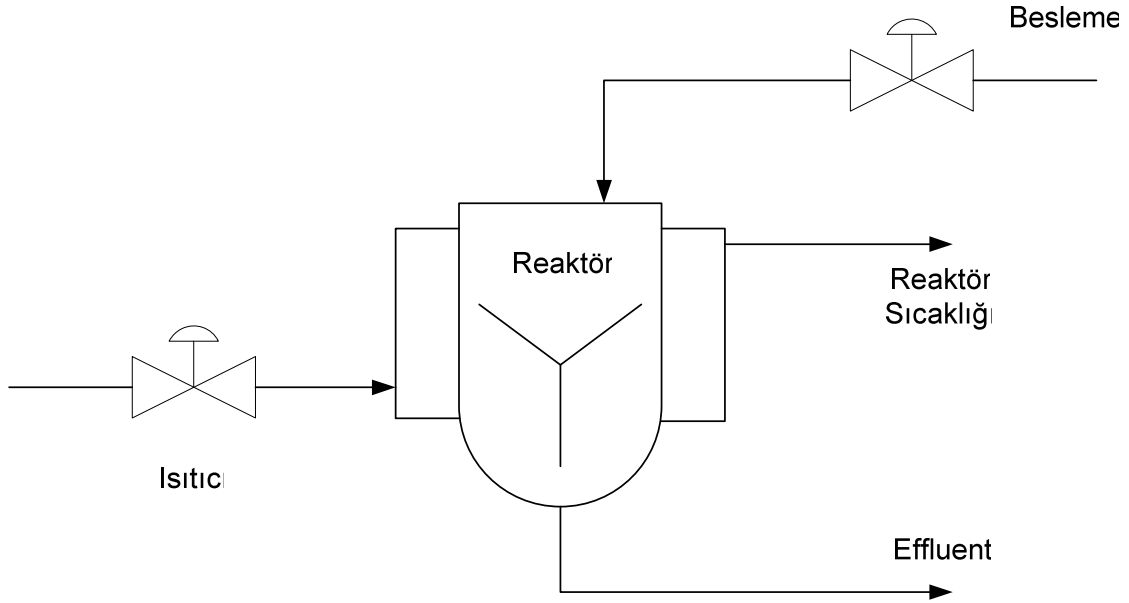 Besleme
Reaktör
Reaktör
Sıcaklığı
Isıtıcı
Effluent